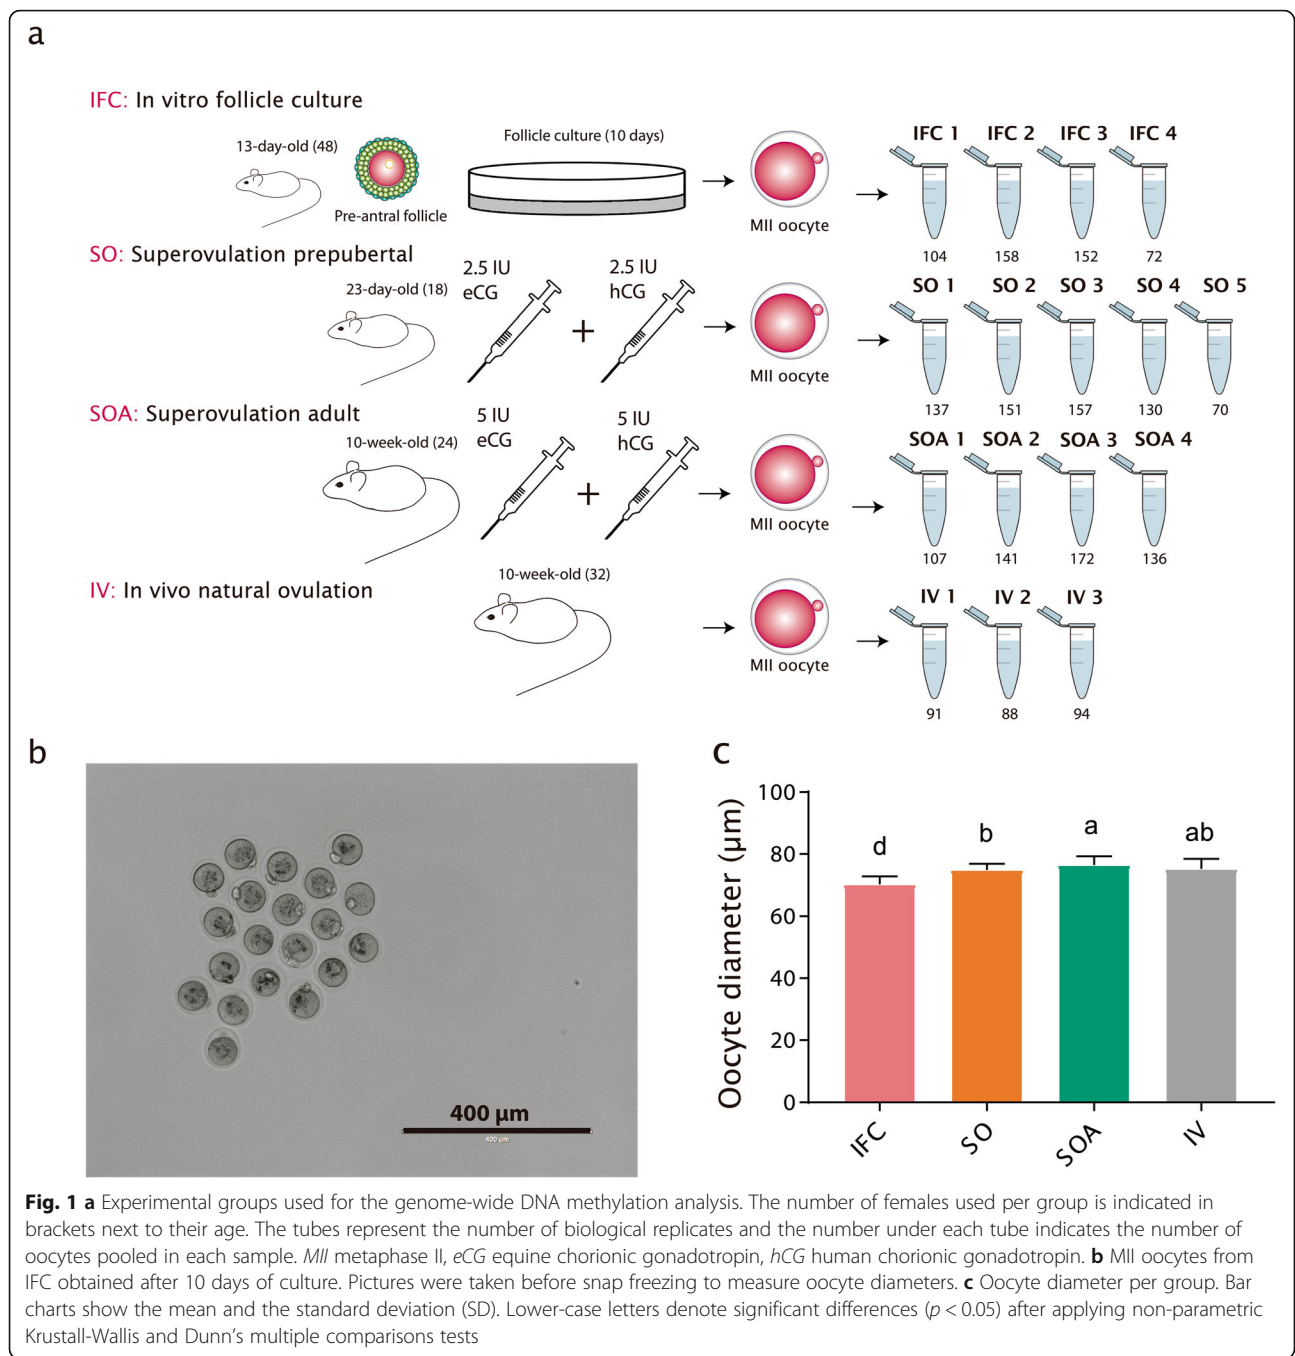 a
IFC: In vitro follicle culture
13-day-old (48)
Pre-antral follicle
Follicle culture (10 days)
MII oocyte
IFC 1 IFC 2 IFC 3 IFC 4
104 158 152 72
SO: Superovulation prepubertal
23-day-old (18)
2.5 IU
eCG
2.5 IU
hCG
+
MII oocyte
SO 1 SO 2 SO 3 SO 4 SO 5
137 151 157 130 70
SOA: Superovulation adult
10-week-old (24)
5 IU
eCG
5 IU
hCG
+
MII oocyte
SOA 1 SOA 2 SOA 3 SOA 4
107 141 172 136
IV: In vivo natural ovulation
10-week-old (32)
MII oocyte
IV 1 IV 2 IV 3
91 88 94
b
400 µm
400 µm
c
Oocyte diameter (µm)
100
80
60
40
20
0
d b a ab
IFC SO SOA IV
Fig. 1 a Experimental groups used for the genome-wide DNA methylation analysis. The number of females used per group is indicated in
brackets next to their age. The tubes represent the number of biological replicates and the number under each tube indicates the number of
oocytes pooled in each sample. MII metaphase II, eCG equine chorionic gonadotropin, hCG human chorionic gonadotropin. b MII oocytes from
IFC obtained after 10 days of culture. Pictures were taken before snap freezing to measure oocyte diameters. c Oocyte diameter per group. Bar
charts show the mean and the standard deviation (SD). Lower-case letters denote significant differences (p < 0.05) after applying non-parametric
Krustall-Wallis and Dunn's multiple comparisons tests